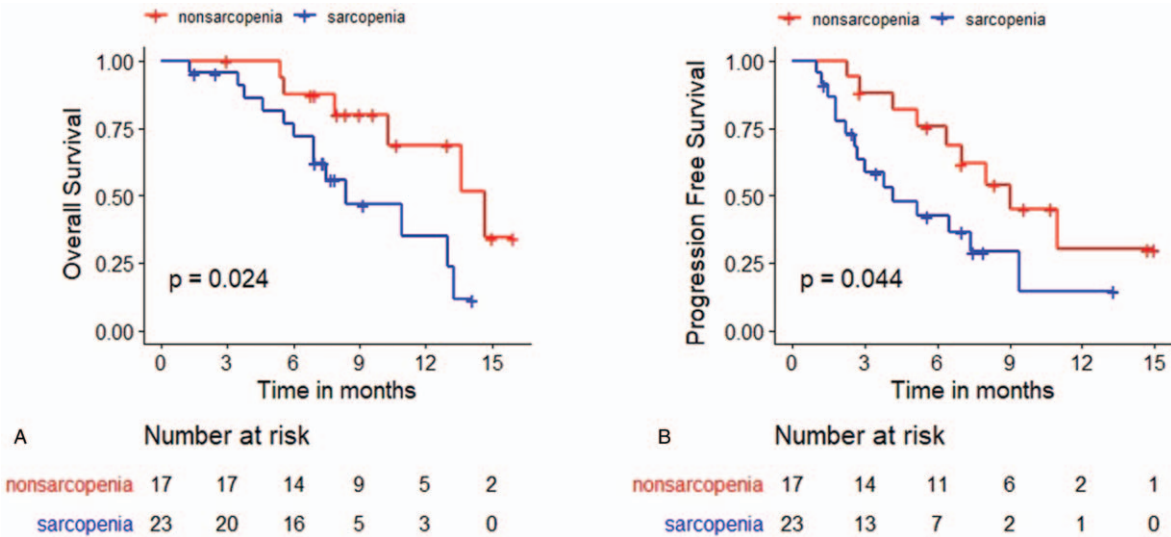 nonsarcopenia sarcopenia
1.00
0.75
0.50
0.25
0.00
Overall Survival
p = 0.024
0 3 6 9 12 15
Time in months
A Number at risk
nonsarcopenia 17 17 14 9 5 2
sarcopenia 23 20 16 5 3 0
nonsarcopenia sarcopenia
1.00
0.75
0.50
0.25
0.00
Progression Free Survival
p = 0.044
0 3 6 9 12 15
Time in months
B Number at risk
nonsarcopenia 17 14 11 6 2 1
sarcopenia 23 13 7 2 1 0